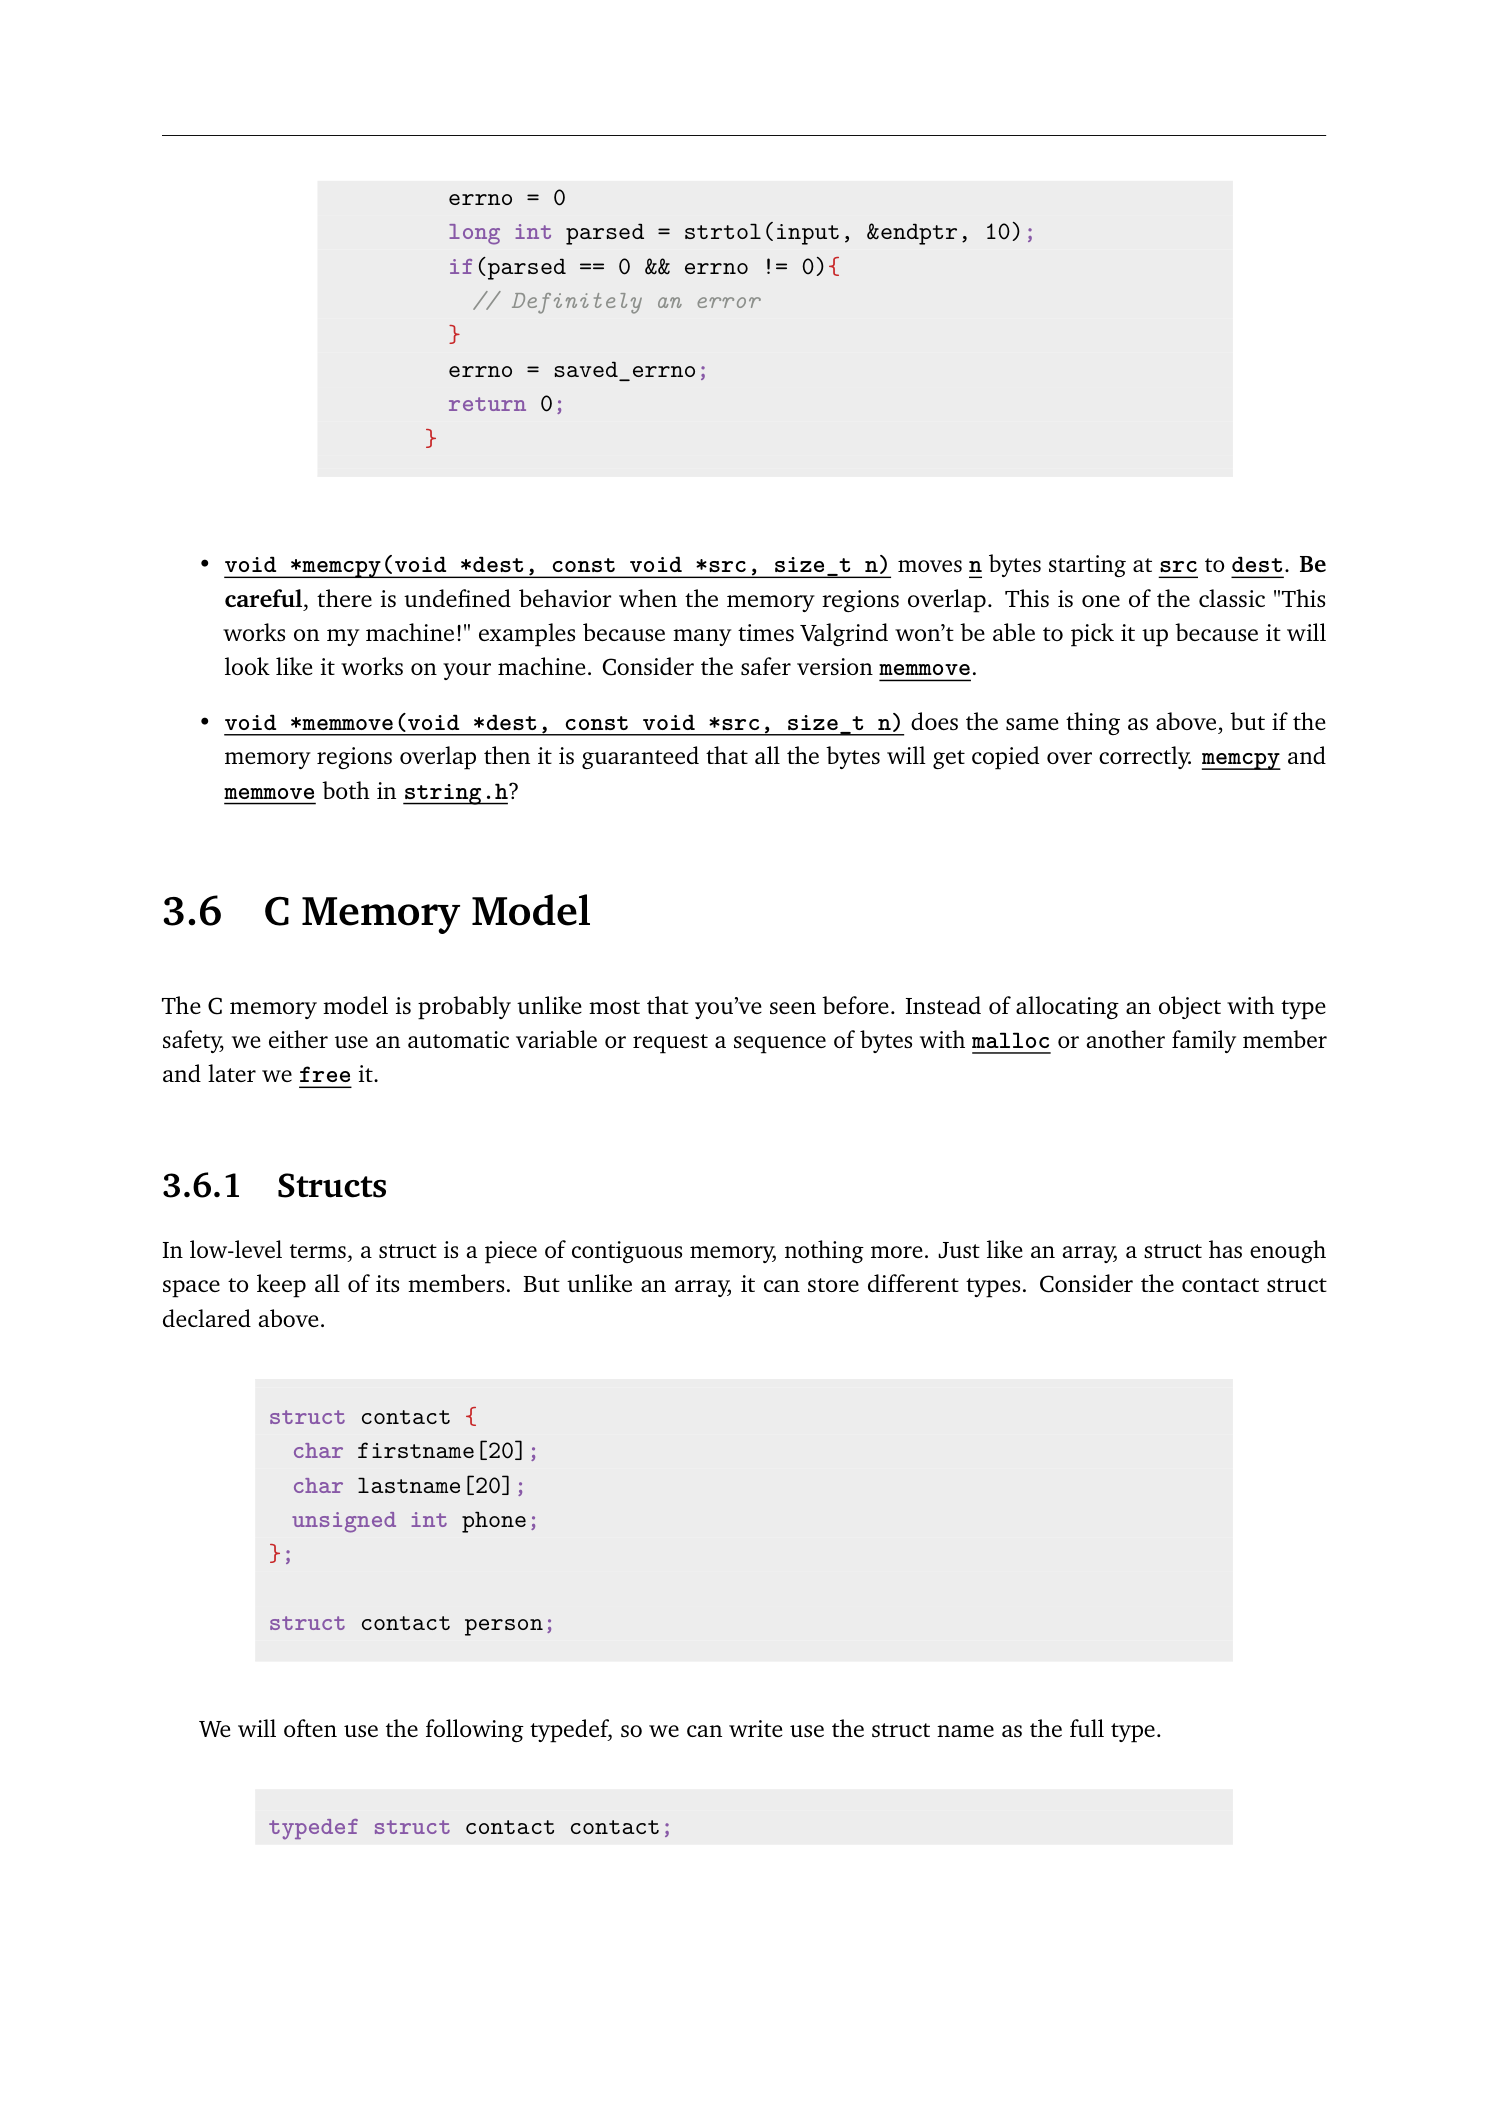 errno = 0
long int parsed = strtol(input, &endptr, 10);
if(parsed == 0 && errno != 0){
// Definitely an error
}
errno = saved_errno;
return 0;
}
• void *memcpy(void *dest, const void *src, size_t n) moves n bytes starting at src to dest. Be
careful, there is undefined behavior when the memory regions overlap. This is one of the classic "This
works on my machine!" examples because many times Valgrind won’t be able to pick it up because it will
look like it works on your machine. Consider the safer version memmove.
• void *memmove(void *dest, const void *src, size_t n) does the same thing as above, but if the
memory regions overlap then it is guaranteed that all the bytes will get copied over correctly. memcpy and
memmove both in string.h?
3.6 C Memory Model
The C memory model is probably unlike most that you’ve seen before. Instead of allocating an object with type
safety, we either use an automatic variable or request a sequence of bytes with malloc or another family member
and later we free it.
3.6.1 Structs
In low-level terms, a struct is a piece of contiguous memory, nothing more. Just like an array, a struct has enough
space to keep all of its members. But unlike an array, it can store different types. Consider the contact struct
declared above.
struct contact {
char firstname[20];
char lastname[20];
unsigned int phone;
};
struct contact person;
We will often use the following typedef, so we can write use the struct name as the full type.
typedef struct contact contact;